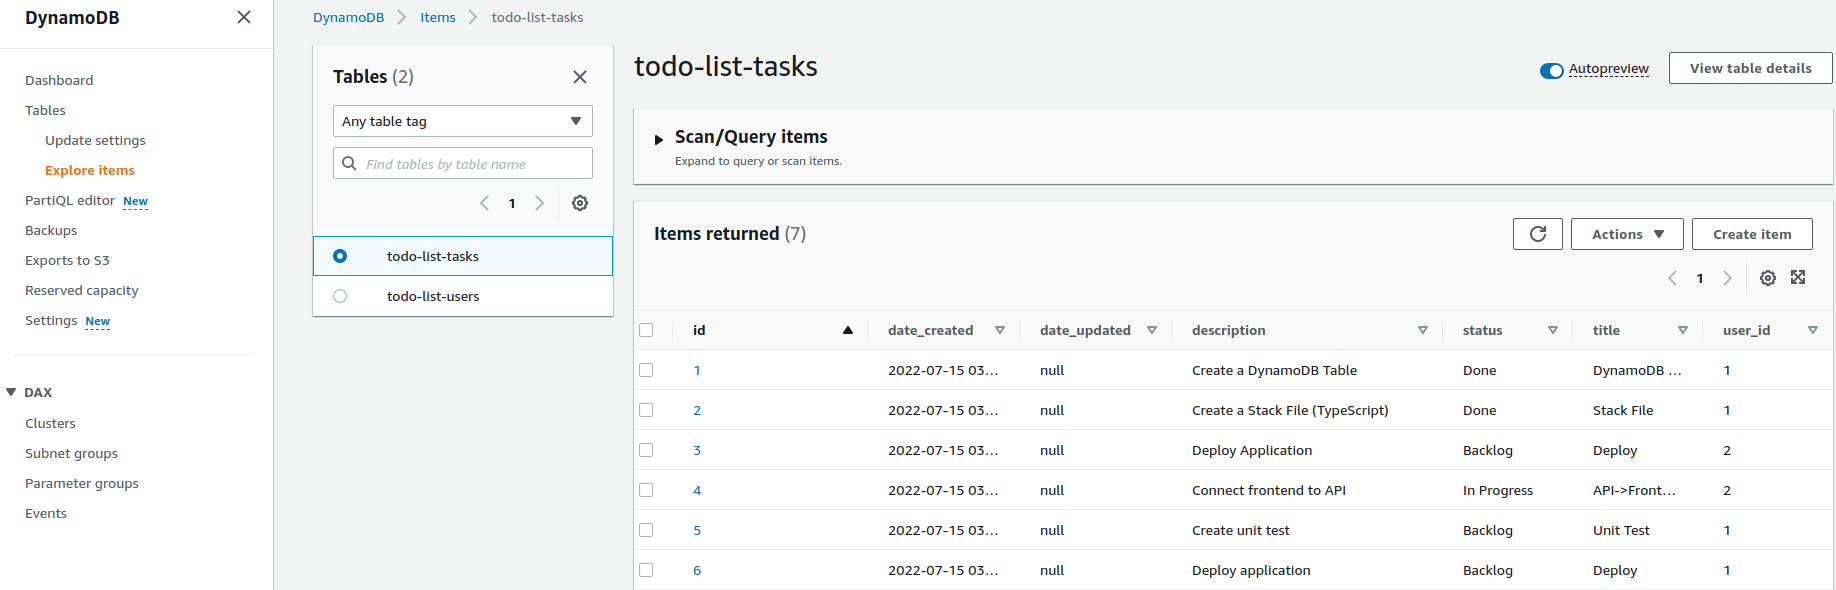 DynamoDB
Dashboard
Tables
Update settings
Explore items
PartiQL editor New
Backups
Exports to S3
Reserved capacity
Settings New
DAX
Clusters
Subnet groups
Parameter groups
Events
DynamoDB Items todo-list-tasks
Tables (2)
Any table tag
Find tables by table name
1
todo-list-tasks
todo-list-users
todo-list-tasks
Autopreview
View table details
Scan/Query items
Expand to query or scan items.
Items returned (7)
Actions
Create item
1
id date_created date_updated description status title user_id
1 2022-07-15 03... null Create a DynamoDB Table Done DynamoDB ... 1
2 2022-07-15 03... null Create a Stack File (TypeScript) Done Stack File 1
3 2022-07-15 03... null Deploy Application Backlog Deploy 2
4 2022-07-15 03... null Connect frontend to API In Progress API->Front... 2
5 2022-07-15 03... null Create unit test Backlog Unit Test 1
6 2022-07-15 03... null Deploy application Backlog Deploy 1